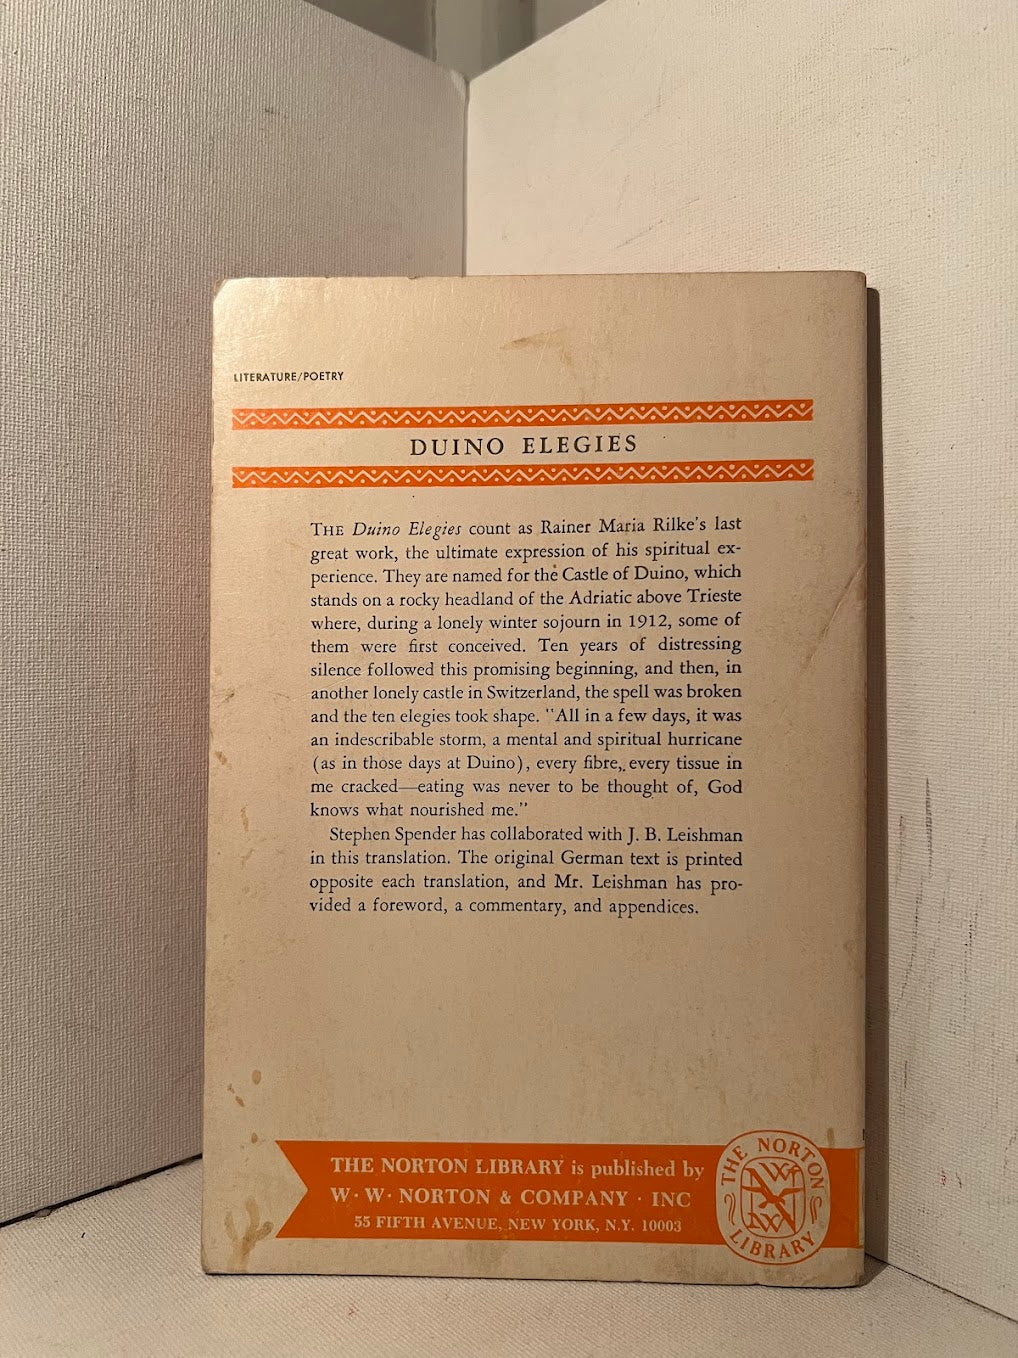 LITERATURE/POETRY
DUINO ELEGIES
THE Duino Elegies count as Rainer Maria Rilke's last
great work, the ultimate expression of his spiritual ex-
perience. They are named for the Castle of Duino, which
stands on a rocky headland of the Adriatic above Trieste
where, during a lonely winter sojourn in 1912, some of
them were first conceived. Ten years of distressing
silence followed this promising beginning, and then, in
another lonely castle in Switzerland, the spell was broken
and the ten elegies took shape. "All in a few days, it was
an indescribable storm, a mental and spiritual hurricane
(as in those days at Duino), every fibre, every tissue in
me cracked—eating was never to be thought of, God
knows what nourished me."
Stephen Spender has collaborated with J. B. Leishman
in this translation. The original German text is printed
opposite each translation, and Mr. Leishman has pro-
vided a foreword, a commentary, and appendices.
THE NORTON LIBRARY is published by
W · W · NORTON & COMPANY · INC
55 FIFTH AVENUE, NEW YORK, N.Y. 10003
THE NORTON
WW
NW
LIBRARY